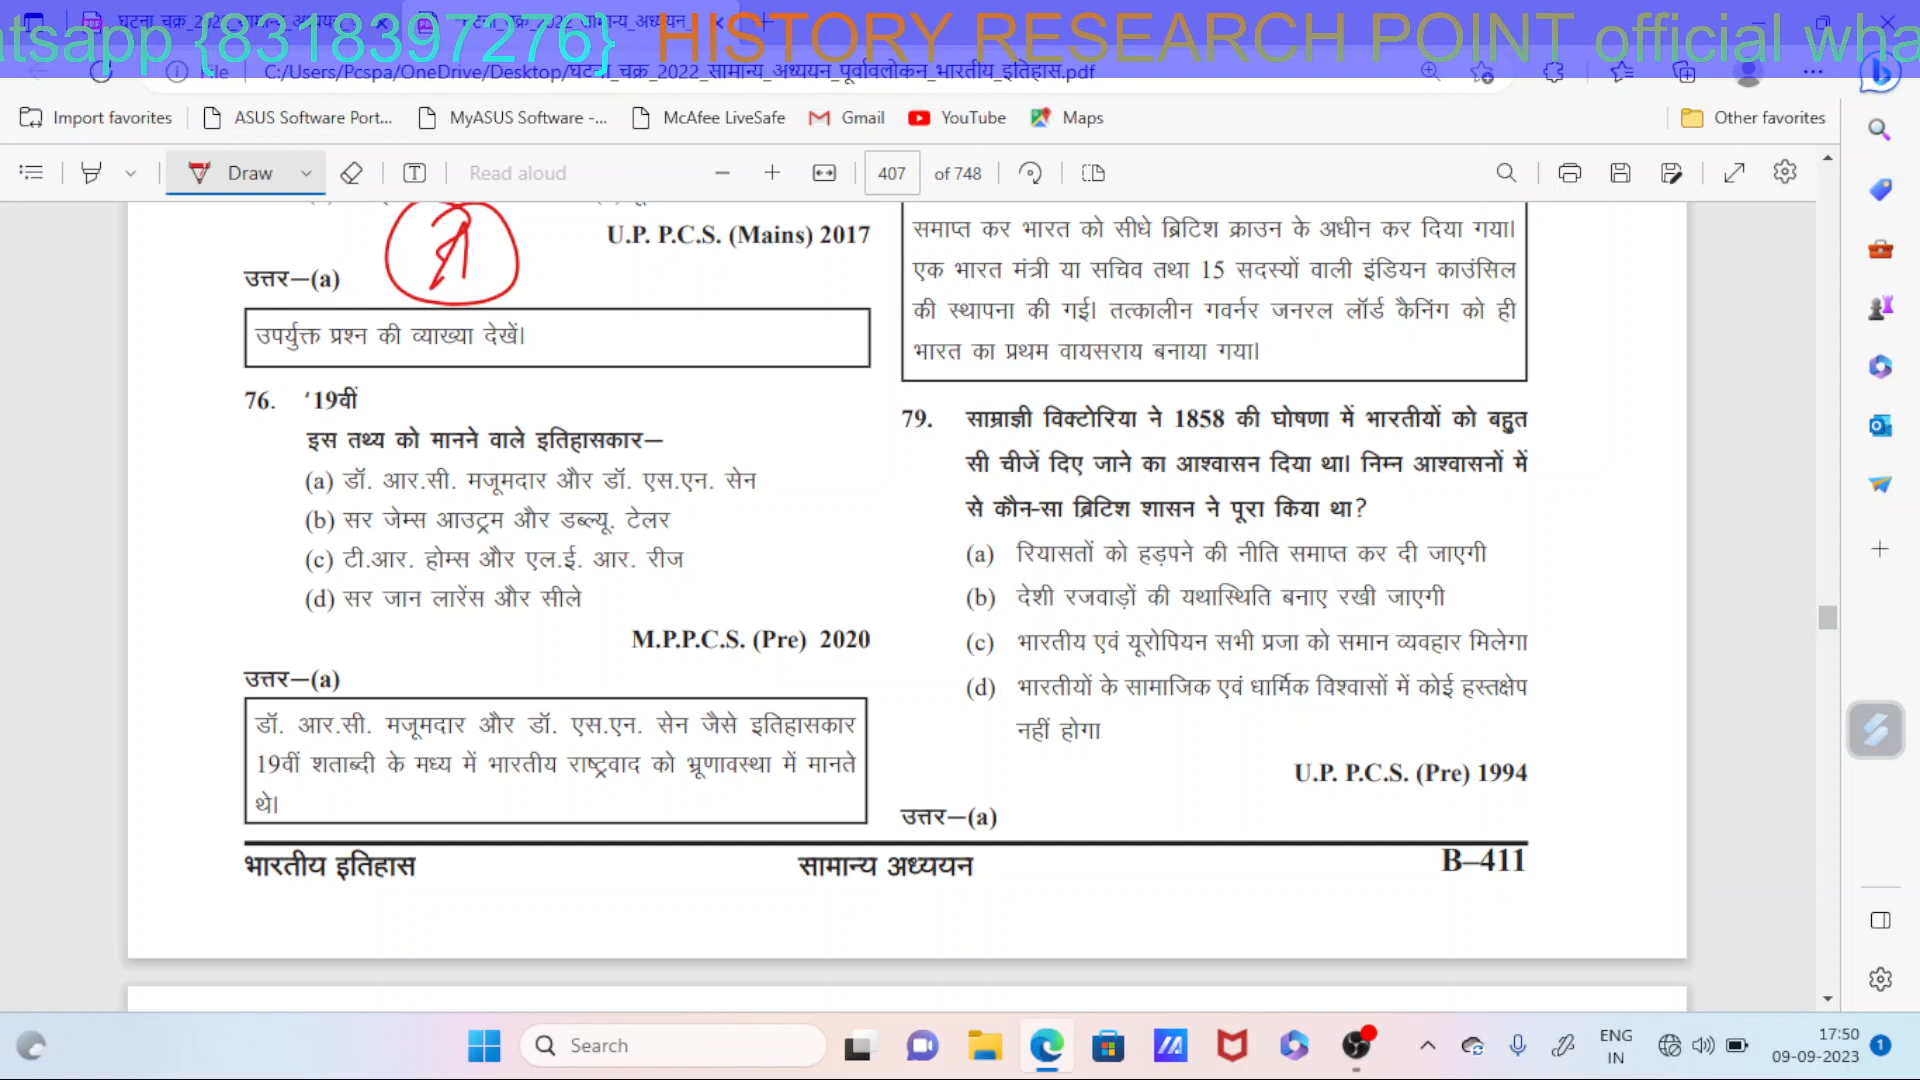 atsapp {8318397276} HISTORY RESEARCH POINT official wha
C:/Users/Pcspa/OneDrive/Desktop/घटना_चक्र_2022_सामान्य_अध्ययन_पूर्वावलोकन_भारतीय_इतिहास.pdf
Import favorites ASUS Software Port... MyASUS Software -... McAfee LiveSafe Gmail YouTube Maps Other favorites
Draw Read aloud 407 of 748
U.P. P.C.S. (Mains) 2017
उत्तर–(a)
उपर्युक्त प्रश्न की व्याख्या देखें।
76. '19वीं
इस तथ्य को मानने वाले इतिहासकार–
(a) डॉ. आर.सी. मजूमदार और डॉ. एस.एन. सेन
(b) सर जेम्स आउट्रम और डब्ल्यू. टेलर
(c) टी.आर. होम्स और एल.ई. आर. रीज
(d) सर जान लारेंस और सीले
M.P.P.C.S. (Pre) 2020
उत्तर–(a)
डॉ. आर.सी. मजूमदार और डॉ. एस.एन. सेन जैसे इतिहासकार
19वीं शताब्दी के मध्य में भारतीय राष्ट्रवाद को भ्रूणावस्था में मानते
थे।
समाप्त कर भारत को सीधे ब्रिटिश क्राउन के अधीन कर दिया गया।
एक भारत मंत्री या सचिव तथा 15 सदस्यों वाली इंडियन काउंसिल
की स्थापना की गई। तत्कालीन गवर्नर जनरल लॉर्ड कैनिंग को ही
भारत का प्रथम वायसराय बनाया गया।
79. साम्राज्ञी विक्टोरिया ने 1858 की घोषणा में भारतीयों को बहुत
सी चीजें दिए जाने का आश्वासन दिया था। निम्न आश्वासनों में
से कौन-सा ब्रिटिश शासन ने पूरा किया था?
(a) रियासतों को हड़पने की नीति समाप्त कर दी जाएगी
(b) देशी रजवाड़ों की यथास्थिति बनाए रखी जाएगी
(c) भारतीय एवं यूरोपियन सभी प्रजा को समान व्यवहार मिलेगा
(d) भारतीयों के सामाजिक एवं धार्मिक विश्वासों में कोई हस्तक्षेप
नहीं होगा
U.P. P.C.S. (Pre) 1994
उत्तर–(a)
भारतीय इतिहास सामान्य अध्ययन B–411
Search ENG 17:50
IN 09-09-2023 1